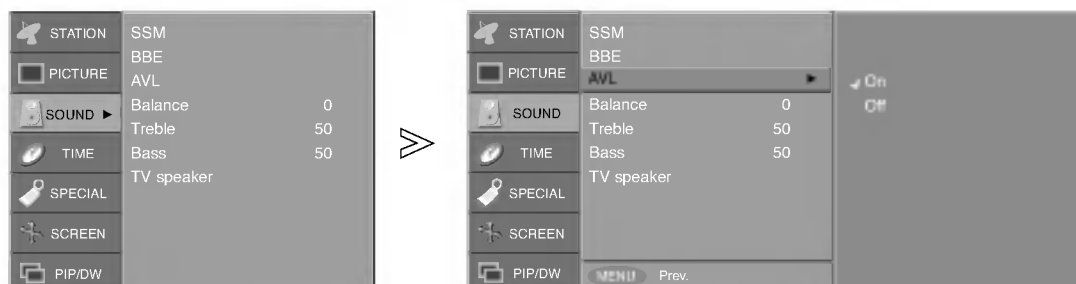 STATION
PICTURE
SOUND ►
TIME
SPECIAL
SCREEN
PIP/DW
SSM
BBE
AVL
Balance 0
Treble 50
Bass 50
TV speaker
STATION
PICTURE
SOUND
TIME
SPECIAL
SCREEN
PIP/DW
SSM
BBE
AVL ►
Balance 0
Treble 50
Bass 50
TV speaker
MENU Prev.
On
Off